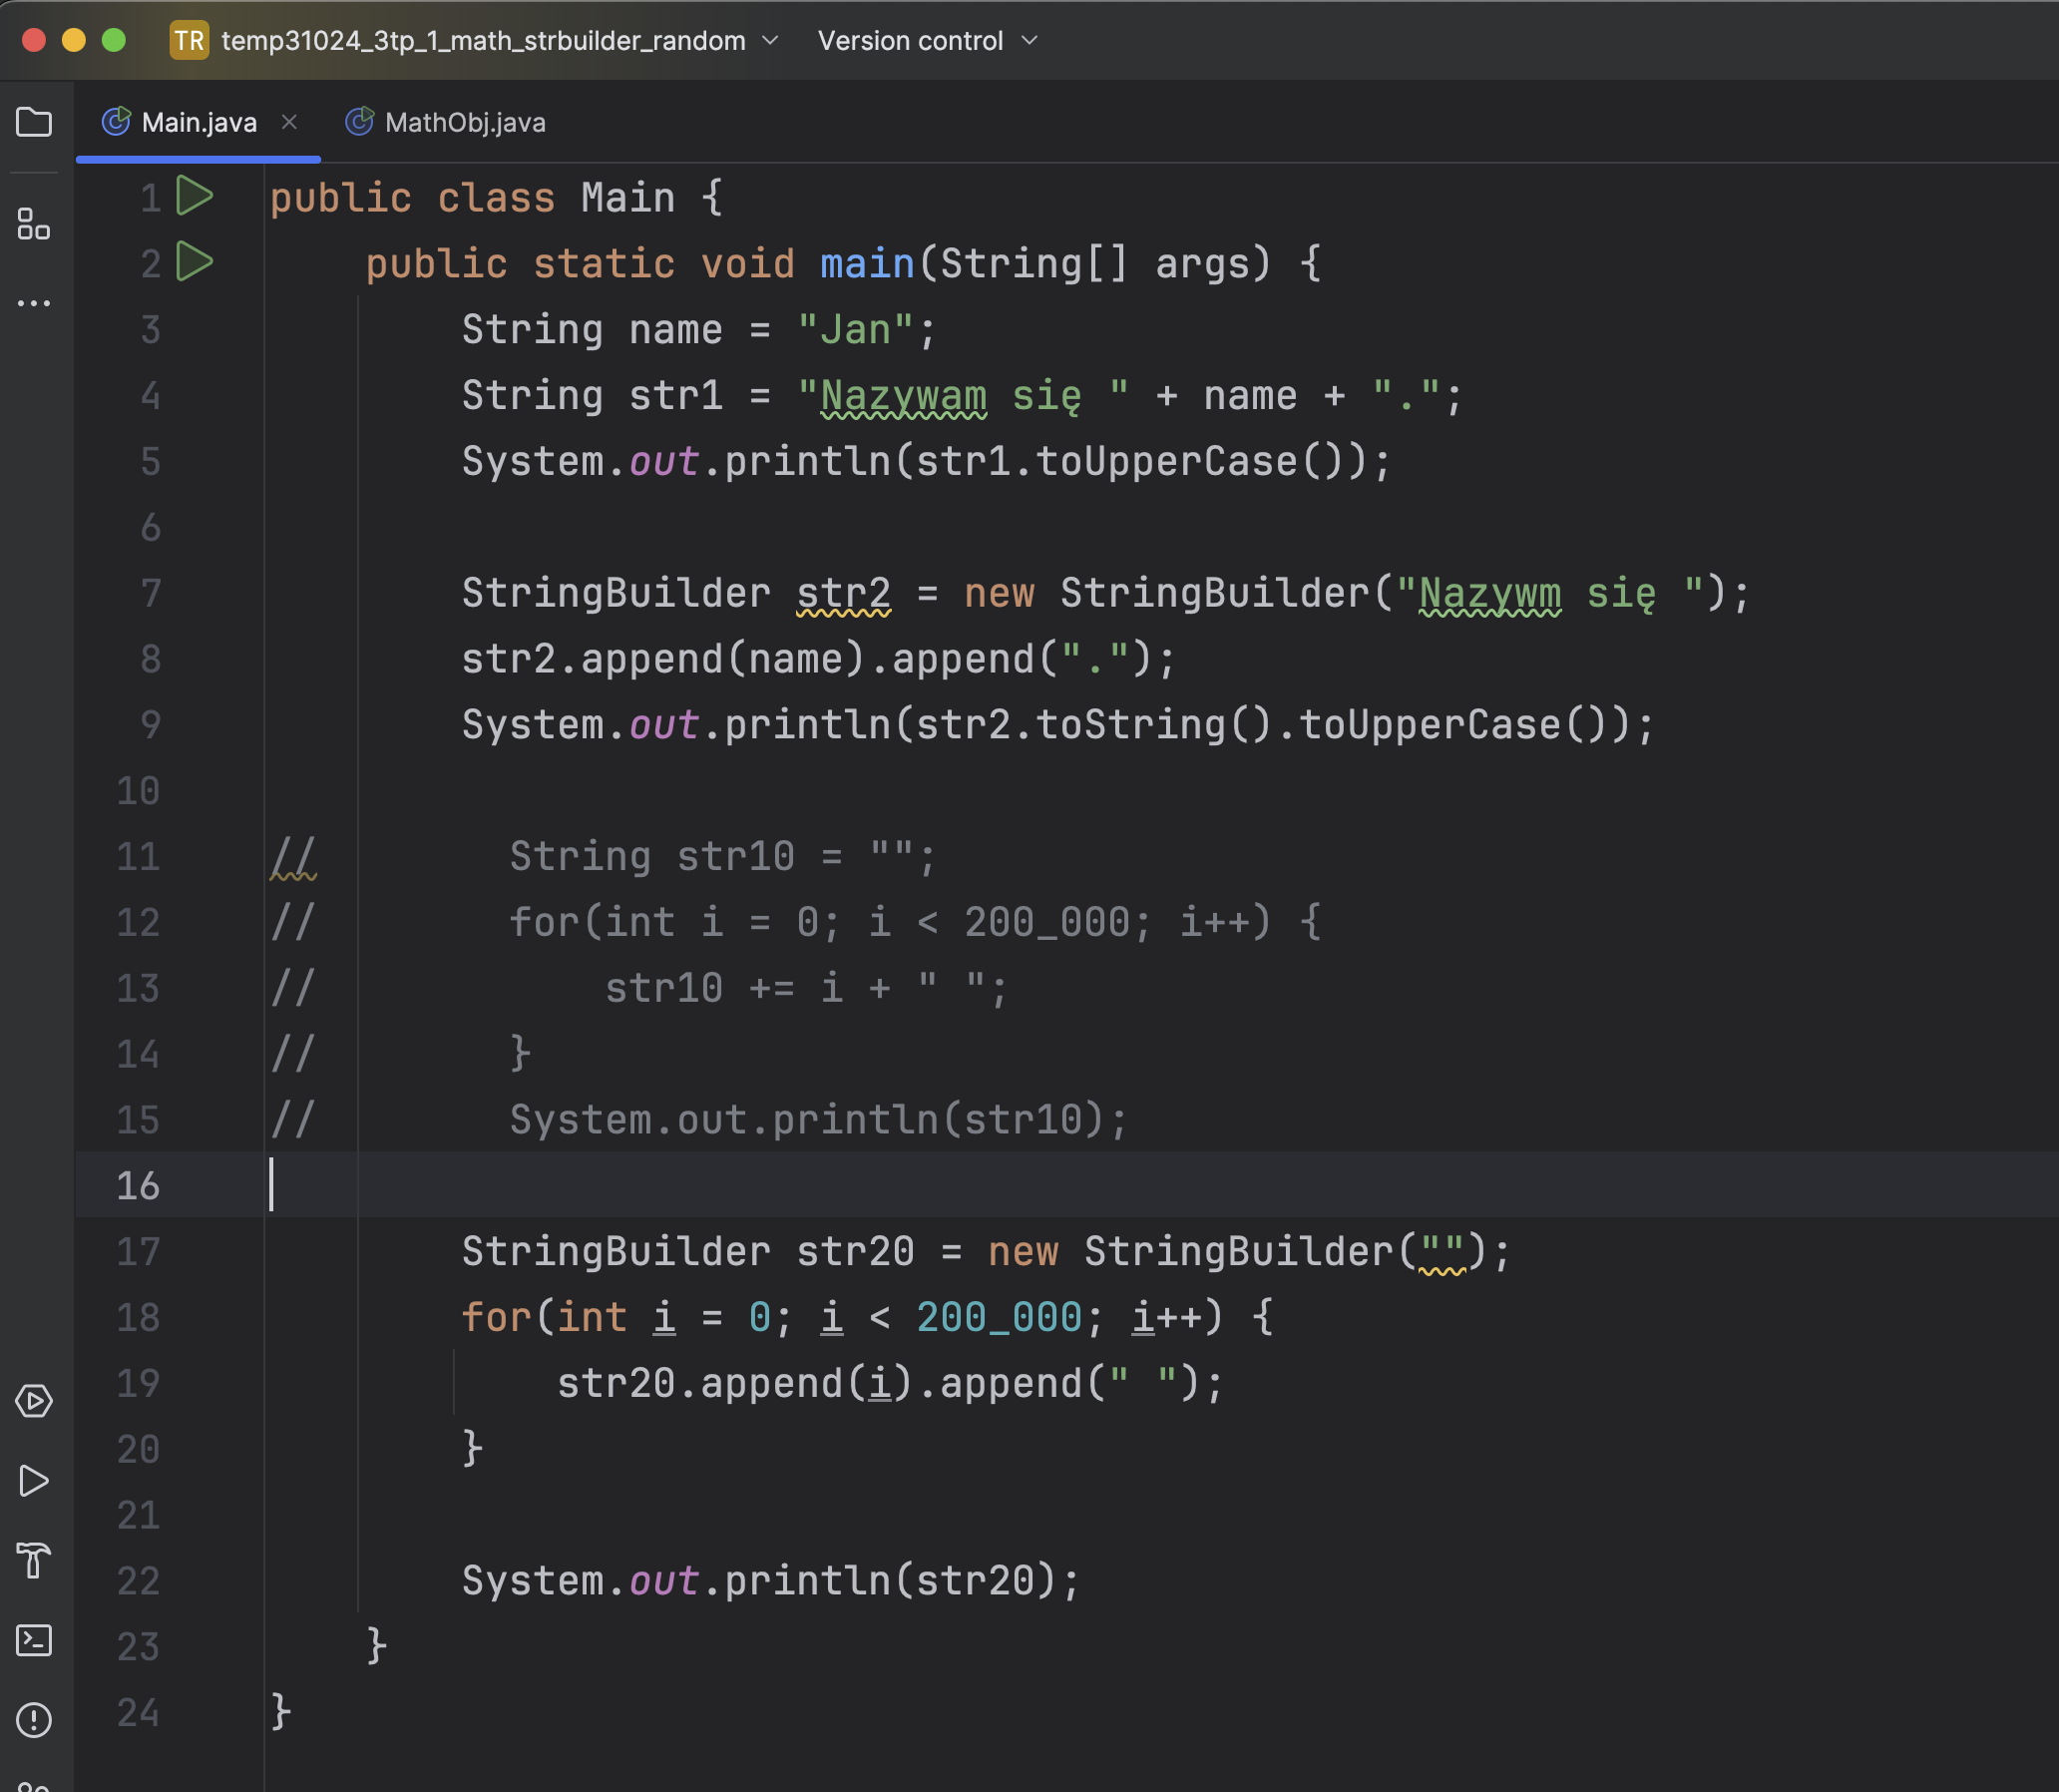 TR temp31024_3tp_1_math_strbuilder_random Version control
Main.java MathObj.java
1 public class Main {
2 public static void main(String[] args) {
3 String name = "Jan";
4 String str1 = "Nazywam się " + name + ".";
5 System.out.println(str1.toUpperCase());
6
7 StringBuilder str2 = new StringBuilder("Nazywm się ");
8 str2.append(name).append(".");
9 System.out.println(str2.toString().toUpperCase());
10
11 // String str10 = "";
12 // for(int i = 0; i < 200_000; i++) {
13 // str10 += i + " ";
14 // }
15 // System.out.println(str10);
16
17 StringBuilder str20 = new StringBuilder("");
18 for(int i = 0; i < 200_000; i++) {
19 str20.append(i).append(" ");
20 }
21
22 System.out.println(str20);
23 }
24 }